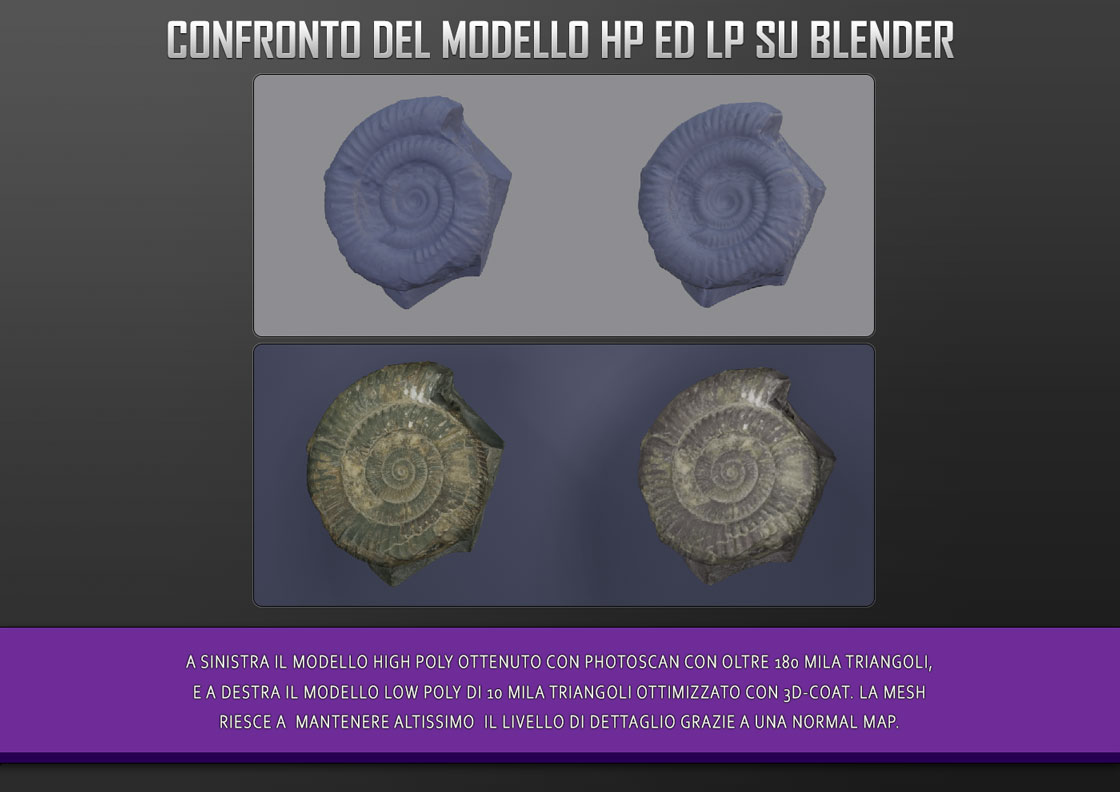 CONFRONTO DEL MODELLO HP ED LP SU BLENDER
A SINISTRA IL MODELLO HIGH POLY OTTENUTO CON PHOTOSCAN CON OLTRE 180 MILA TRIANGOLI,
E A DESTRA IL MODELLO LOW POLY DI 10 MILA TRIANGOLI OTTIMIZZATO CON 3D-COAT. LA MESH
RIESCE A MANTENERE ALTISSIMO IL LIVELLO DI DETTAGLIO GRAZIE A UNA NORMAL MAP.